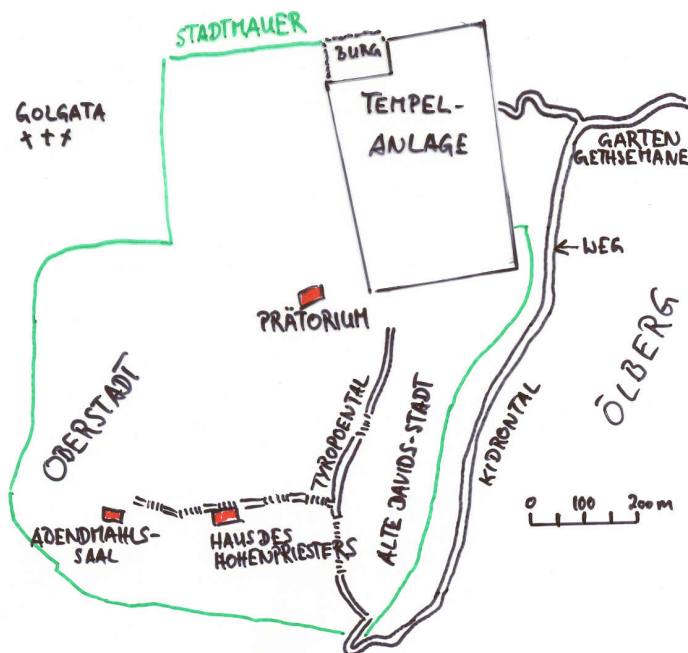 STADTMAUER
BURG
GOLGATA
TEMPEL-
ANLAGE
GARTEN
GETHSEMANE
WEG
PRÄTORIUM
ÖLBERG
OBERSTADT
TYROPOENTAL
ALTE DAVIDS-STADT
KIDRONTAL
0 100 200m
ABENDMAHLS-
SAAL
HAUS DES
HOHENPRIESTERS